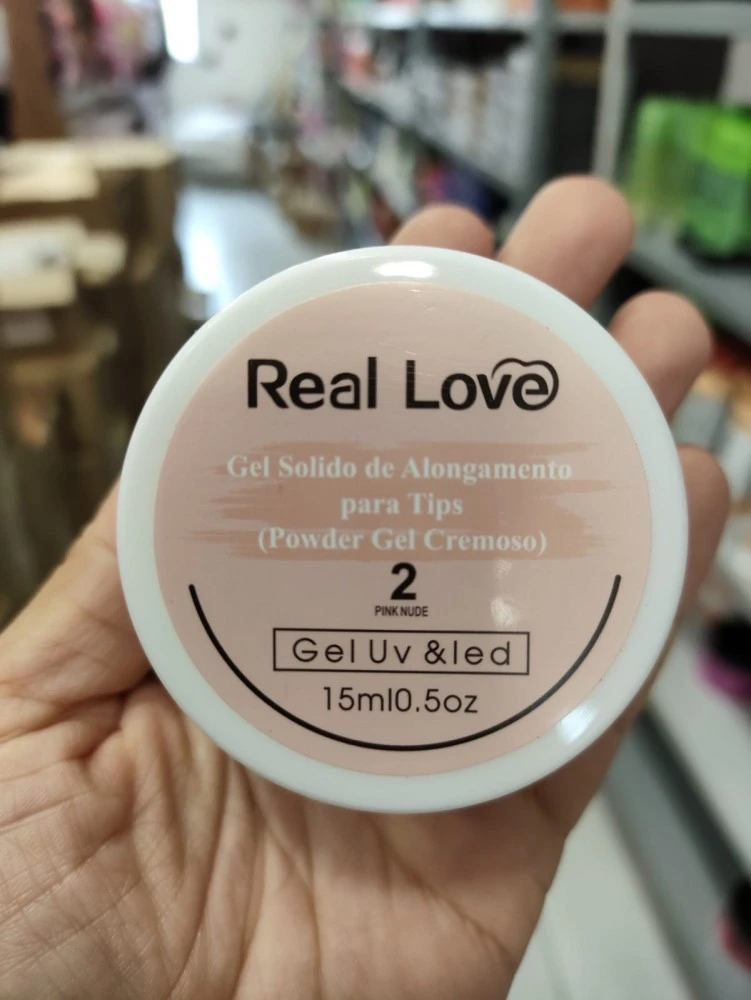 Real Love
Gel Solido de Alongamento
para Tips
(Powder Gel Cremoso)
2
PINK NUDE
Gel Uv &led
15ml0.5oz